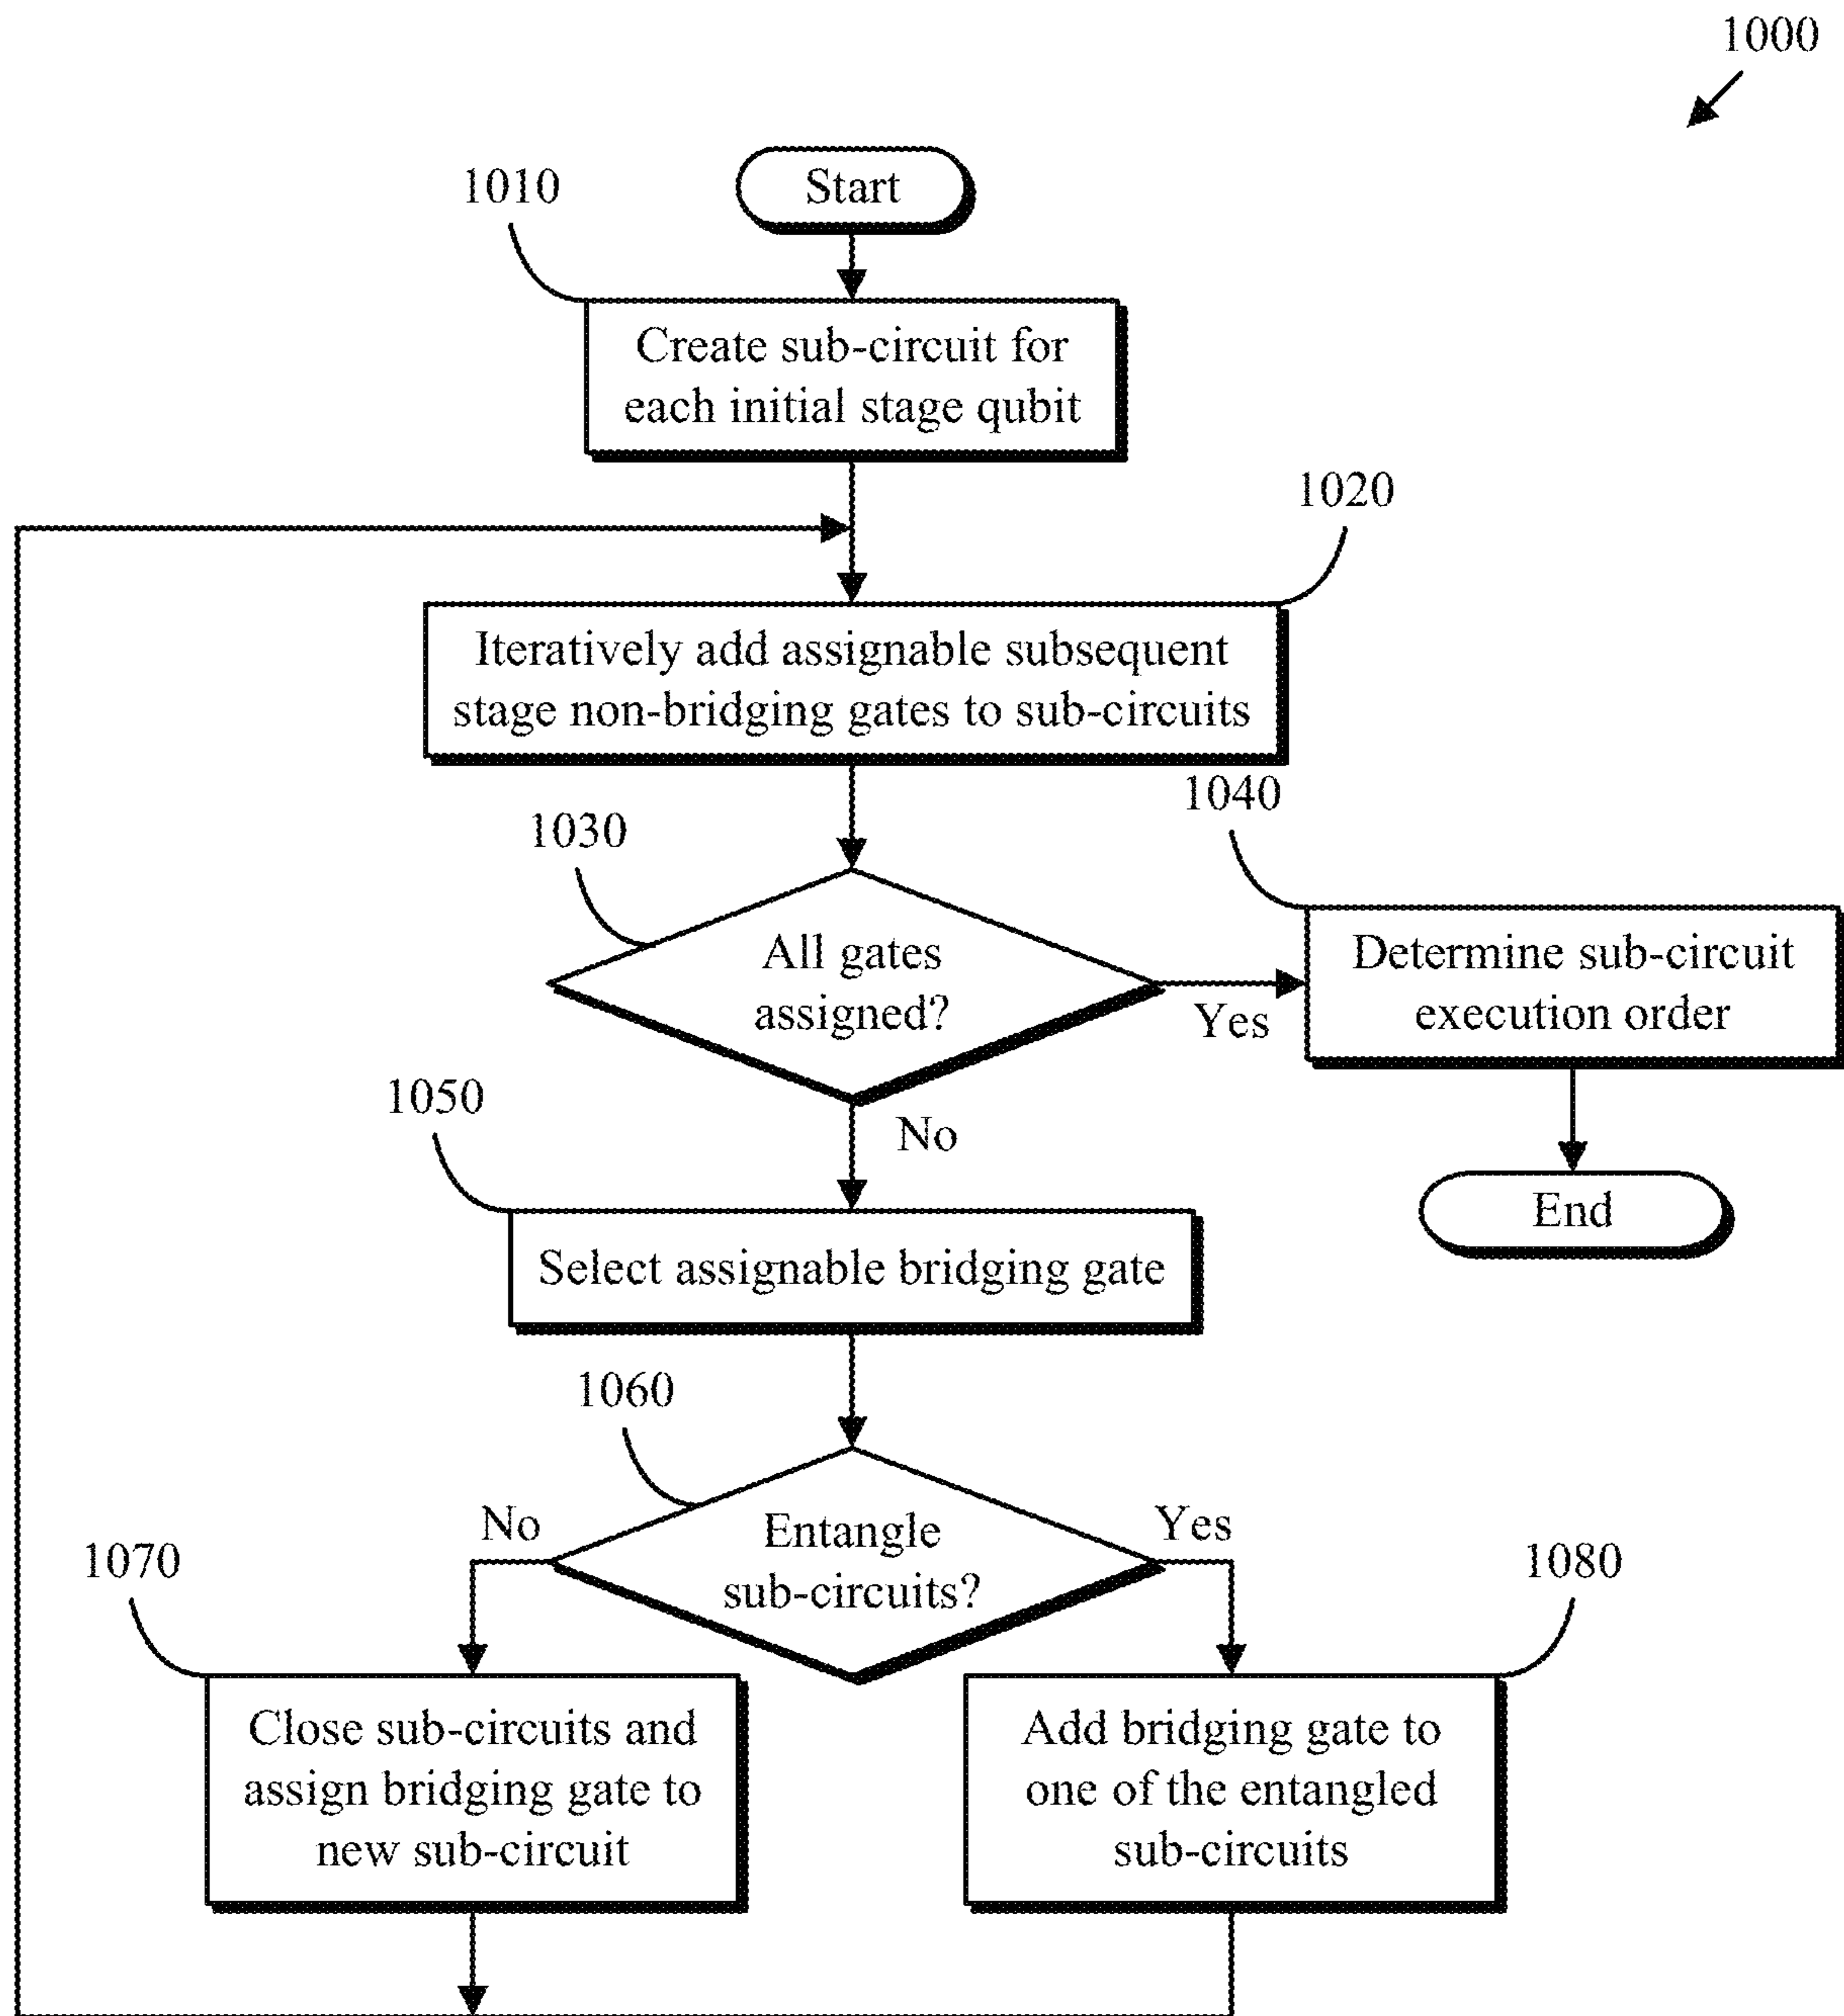 1000
Start
1010
Create sub-circuit for
each initial stage qubit
1020
Iteratively add assignable subsequent
stage non-bridging gates to sub-circuits
1030
1040
All gates
assigned?
Yes
Determine sub-circuit
execution order
No
End
1050
Select assignable bridging gate
1060
Entangle
sub-circuits?
No
Yes
1070
1080
Close sub-circuits and
assign bridging gate to
new sub-circuit
Add bridging gate to
one of the entangled
sub-circuits